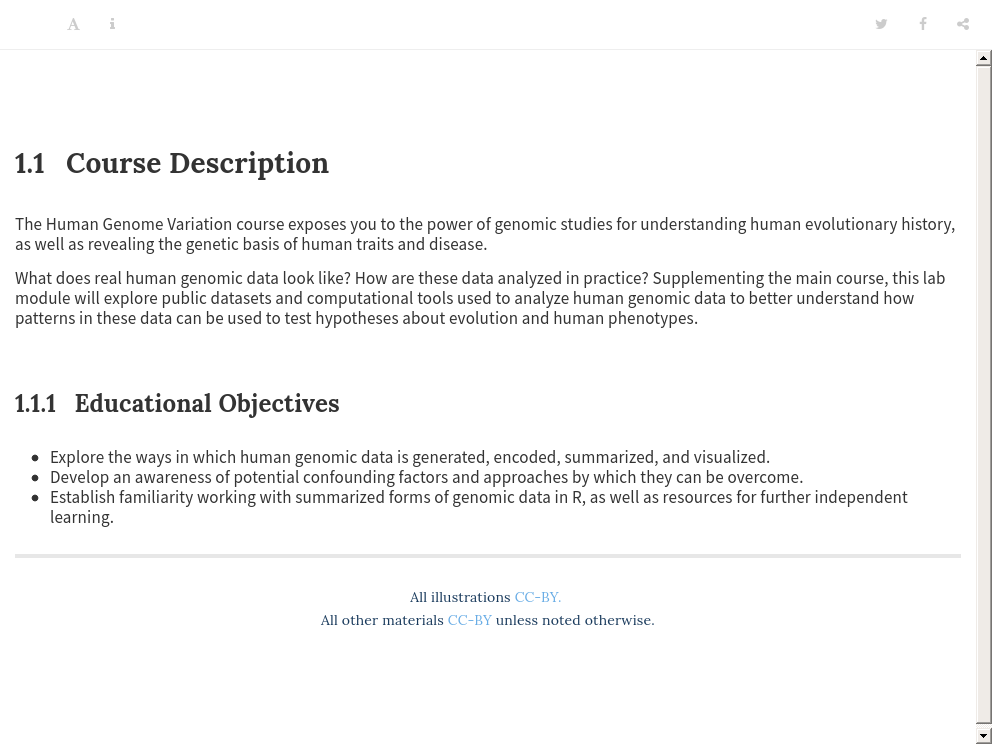 A i
1.1 Course Description
The Human Genome Variation course exposes you to the power of genomic studies for understanding human evolutionary history,
as well as revealing the genetic basis of human traits and disease.
What does real human genomic data look like? How are these data analyzed in practice? Supplementing the main course, this lab
module will explore public datasets and computational tools used to analyze human genomic data to better understand how
patterns in these data can be used to test hypotheses about evolution and human phenotypes.
1.1.1 Educational Objectives
• Explore the ways in which human genomic data is generated, encoded, summarized, and visualized.
• Develop an awareness of potential confounding factors and approaches by which they can be overcome.
• Establish familiarity working with summarized forms of genomic data in R, as well as resources for further independent
learning.
All illustrations CC-BY.
All other materials CC-BY unless noted otherwise.